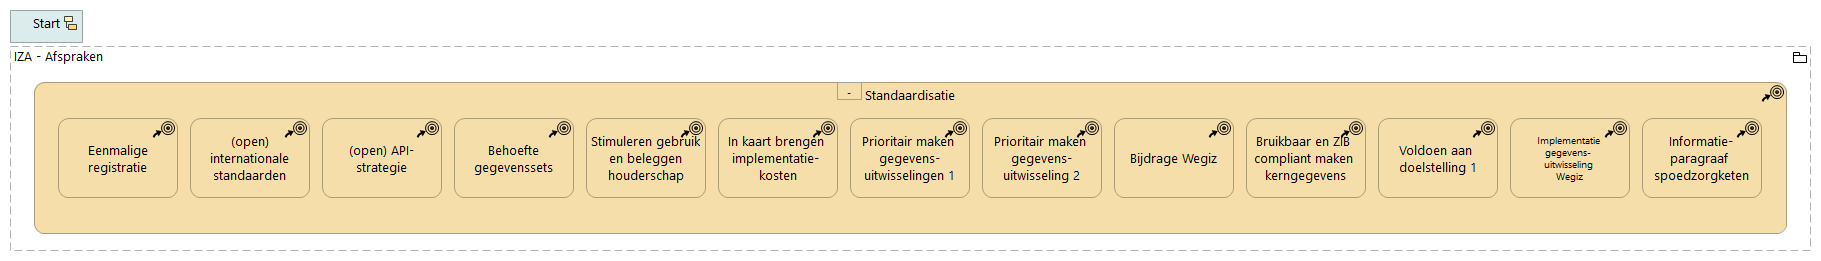 Start
IZA - Afspraken
-
Standaardisatie
Eenmalige
registratie
(open)
internationale
standaarden
(open) API-
strategie
Behoefte
gegevenssets
Stimuleren gebruik
en beleggen
houderschap
In kaart brengen
implementatie-
kosten
Prioritair maken
gegevens-
uitwisselingen 1
Prioritair maken
gegevens-
uitwisseling 2
Bijdrage Wegiz
Bruikbaar en ZIB
compliant maken
kerngegevens
Voldoen aan
doelstelling 1
Implementatie
gegevens-
uitwisseling
Wegiz
Informatie-
paragraaf
spoedzorgketen